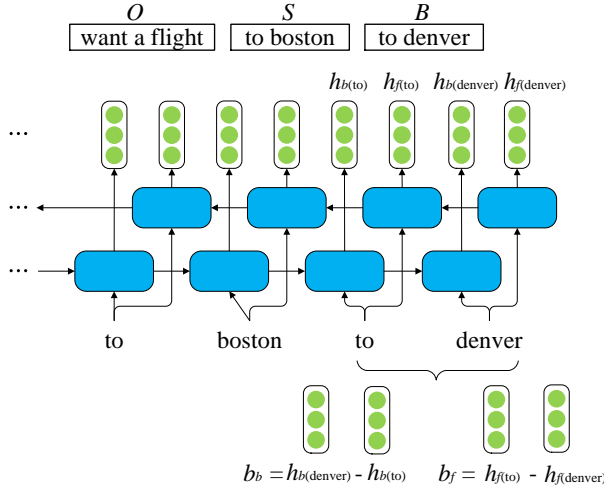 O S B
want a flight to boston to denver
h_b(to) h_f(to) h_b(denver) h_f(denver)
...
...
...
to boston to denver
b_b = h_b(denver) - h_b(to) b_f = h_f(to) - h_f(denver)